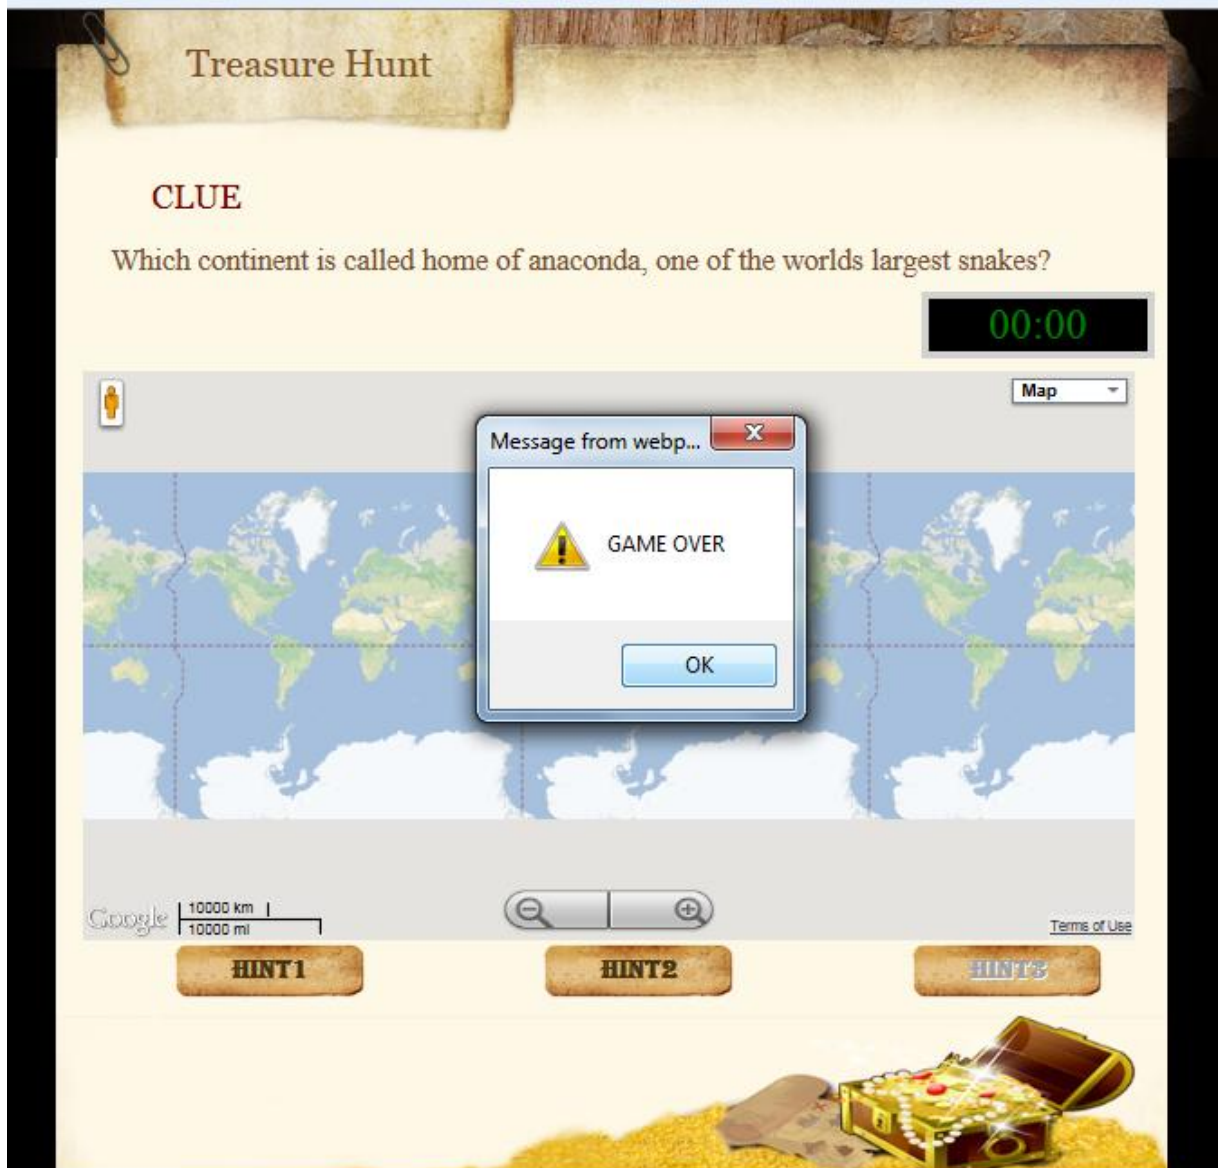 Treasure Hunt
CLUE
Which continent is called home of anaconda, one of the worlds largest snakes?
00:00
Map
Message from webp...
GAME OVER
OK
Google
10000 km
10000 mi
Terms of Use
HINT1
HINT2
HINT3